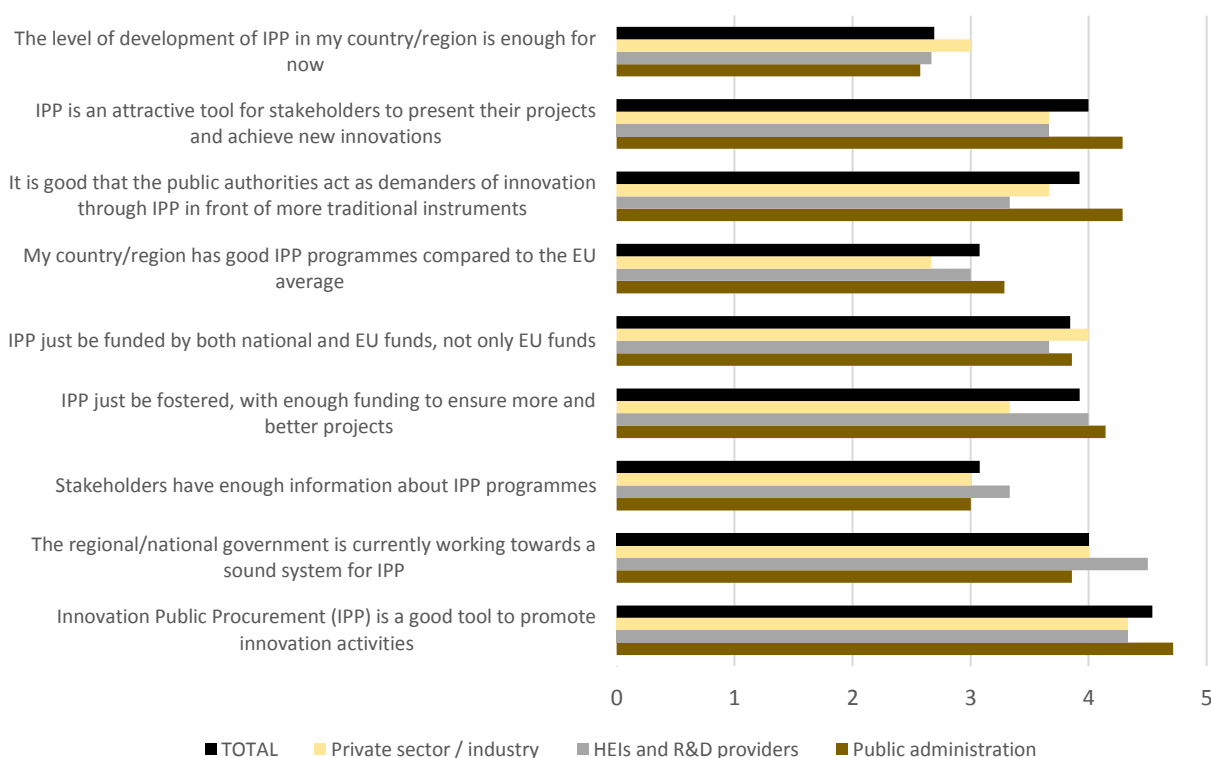 The level of development of IPP in my country/region is enough for
now
IPP is an attractive tool for stakeholders to present their projects
and achieve new innovations
It is good that the public authorities act as demanders of innovation
through IPP in front of more traditional instruments
My country/region has good IPP programmes compared to the EU
average
IPP just be funded by both national and EU funds, not only EU funds
IPP just be fostered, with enough funding to ensure more and
better projects
Stakeholders have enough information about IPP programmes
The regional/national government is currently working towards a
sound system for IPP
Innovation Public Procurement (IPP) is a good tool to promote
innovation activities
0 1 2 3 4 5
TOTAL Private sector / industry HEIs and R&D providers Public administration